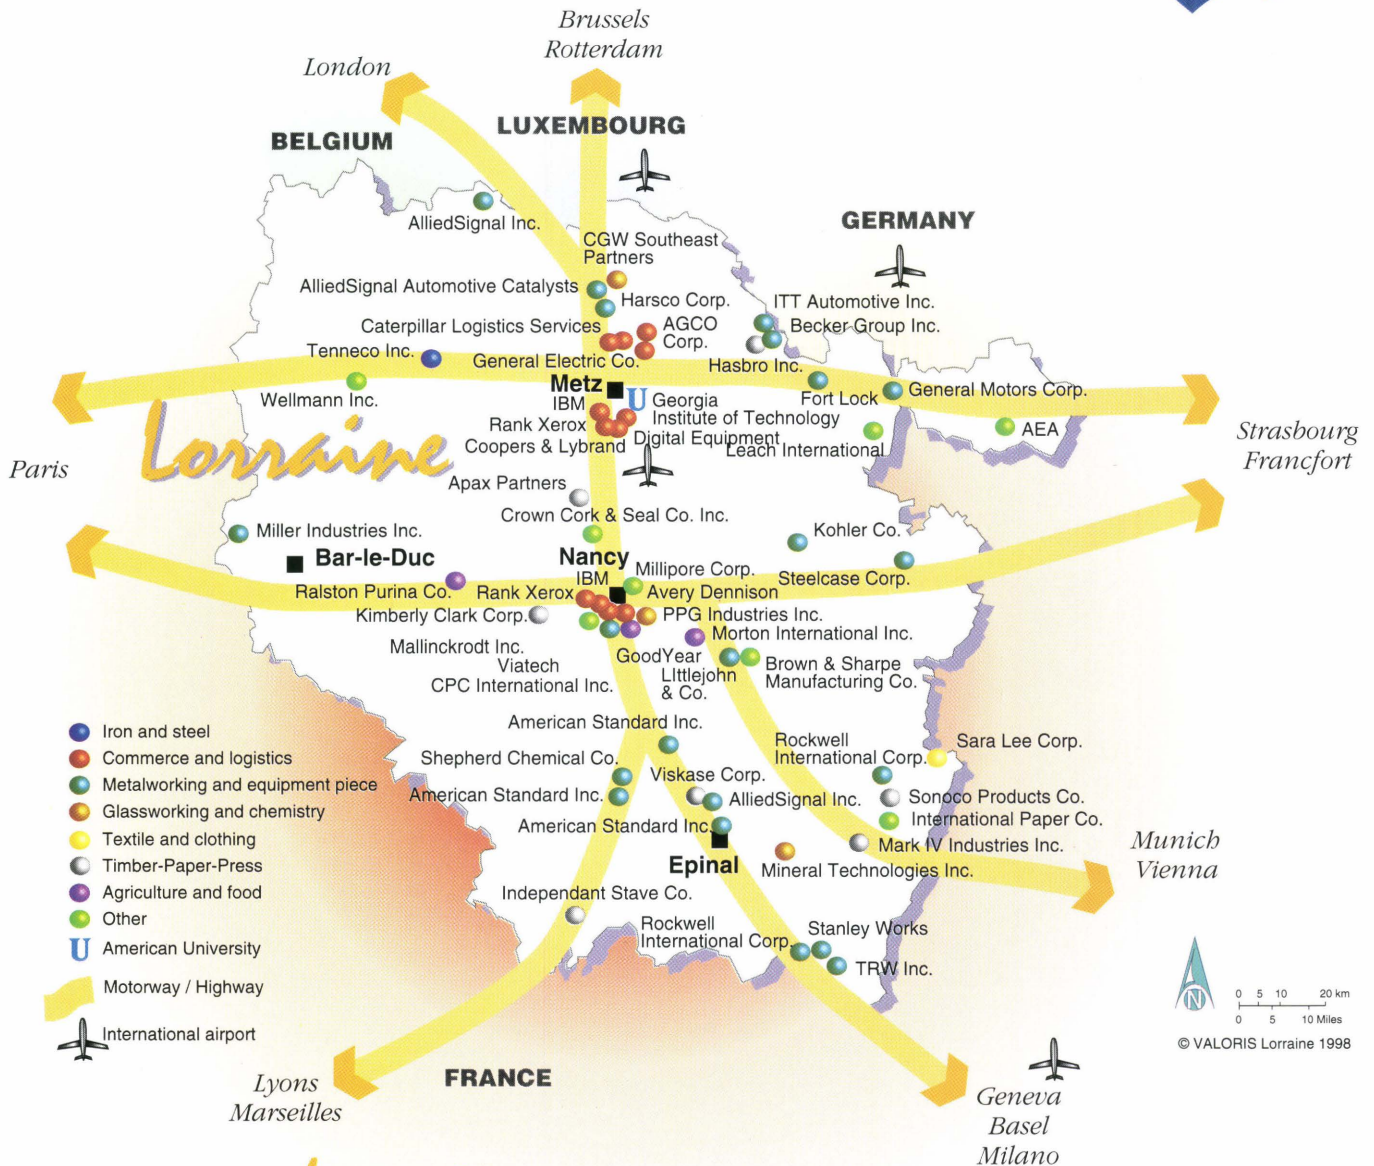 Brussels
Rotterdam
London
LUXEMBOURG
BELGIUM
GERMANY
AlliedSignal Inc.
CGW Southeast
Partners
AlliedSignal Automotive Catalysts
Harsco Corp.
ITT Automotive Inc.
Caterpillar Logistics Services
AGCO
Corp.
Becker Group Inc.
Tenneco Inc.
General Electric Co.
Hasbro Inc.
Metz
Wellmann Inc.
IBM
U
Georgia
Institute of Technology
Fort Lock
General Motors Corp.
Rank Xerox
Coopers & Lybrand
Digital Equipment
Leach International
AEA
Lorraine
Paris
Strasbourg
Francfort
Apax Partners
Crown Cork & Seal Co. Inc.
Miller Industries Inc.
Kohler Co.
Bar-le-Duc
Nancy
Millipore Corp.
IBM
Steelcase Corp.
Ralston Purina Co.
Rank Xerox
Avery Dennison
Kimberly Clark Corp.
PPG Industries Inc.
Morton International Inc.
Mallinckrodt Inc.
Viatech
CPC International Inc.
GoodYear
LIttlejohn
& Co.
Brown & Sharpe
Manufacturing Co.
American Standard Inc.
Rockwell
International Corp.
Sara Lee Corp.
Shepherd Chemical Co.
Viskase Corp.
American Standard Inc.
AlliedSignal Inc.
Sonoco Products Co.
International Paper Co.
American Standard Inc.
Epinal
Mark IV Industries Inc.
Mineral Technologies Inc.
Munich
Vienna
Independant Stave Co.
Rockwell
International Corp.
Stanley Works
TRW Inc.
Iron and steel
Commerce and logistics
Metalworking and equipment piece
Glassworking and chemistry
Textile and clothing
Timber-Paper-Press
Agriculture and food
Other
U American University
Motorway / Highway
International airport
N
0 5 10 20 km
0 5 10 Miles
© VALORIS Lorraine 1998
FRANCE
Lyons
Marseilles
Geneva
Basel
Milano